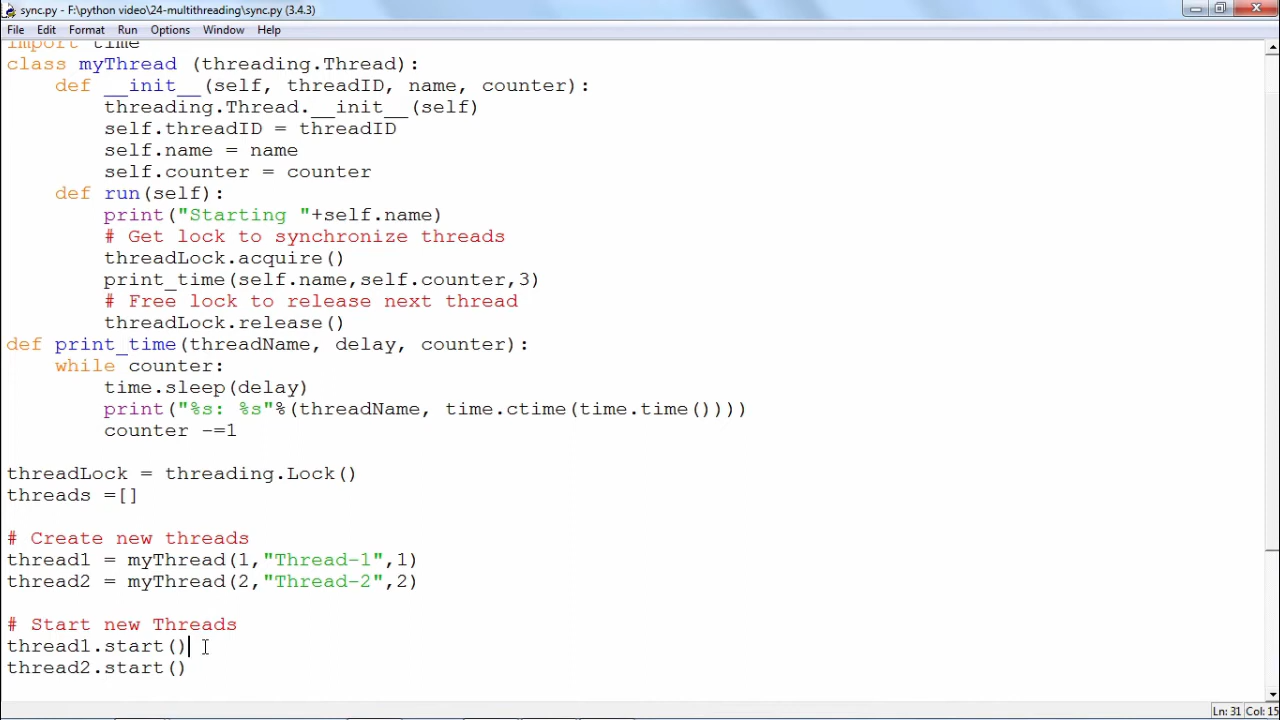 sync.py - F:\python video\24-multithreading\sync.py (3.4.3)
File Edit Format Run Options Window Help
import time
class myThread (threading.Thread):
    def __init__(self, threadID, name, counter):
        threading.Thread.__init__(self)
        self.threadID = threadID
        self.name = name
        self.counter = counter
    def run(self):
        print("Starting "+self.name)
        # Get lock to synchronize threads
        threadLock.acquire()
        print_time(self.name,self.counter,3)
        # Free lock to release next thread
        threadLock.release()
def print_time(threadName, delay, counter):
    while counter:
        time.sleep(delay)
        print("%s: %s"%(threadName, time.ctime(time.time())))
        counter -=1
threadLock = threading.Lock()
threads =[]
# Create new threads
thread1 = myThread(1,"Thread-1",1)
thread2 = myThread(2,"Thread-2",2)
# Start new Threads
thread1.start()
thread2.start()
Ln: 31 Col: 15